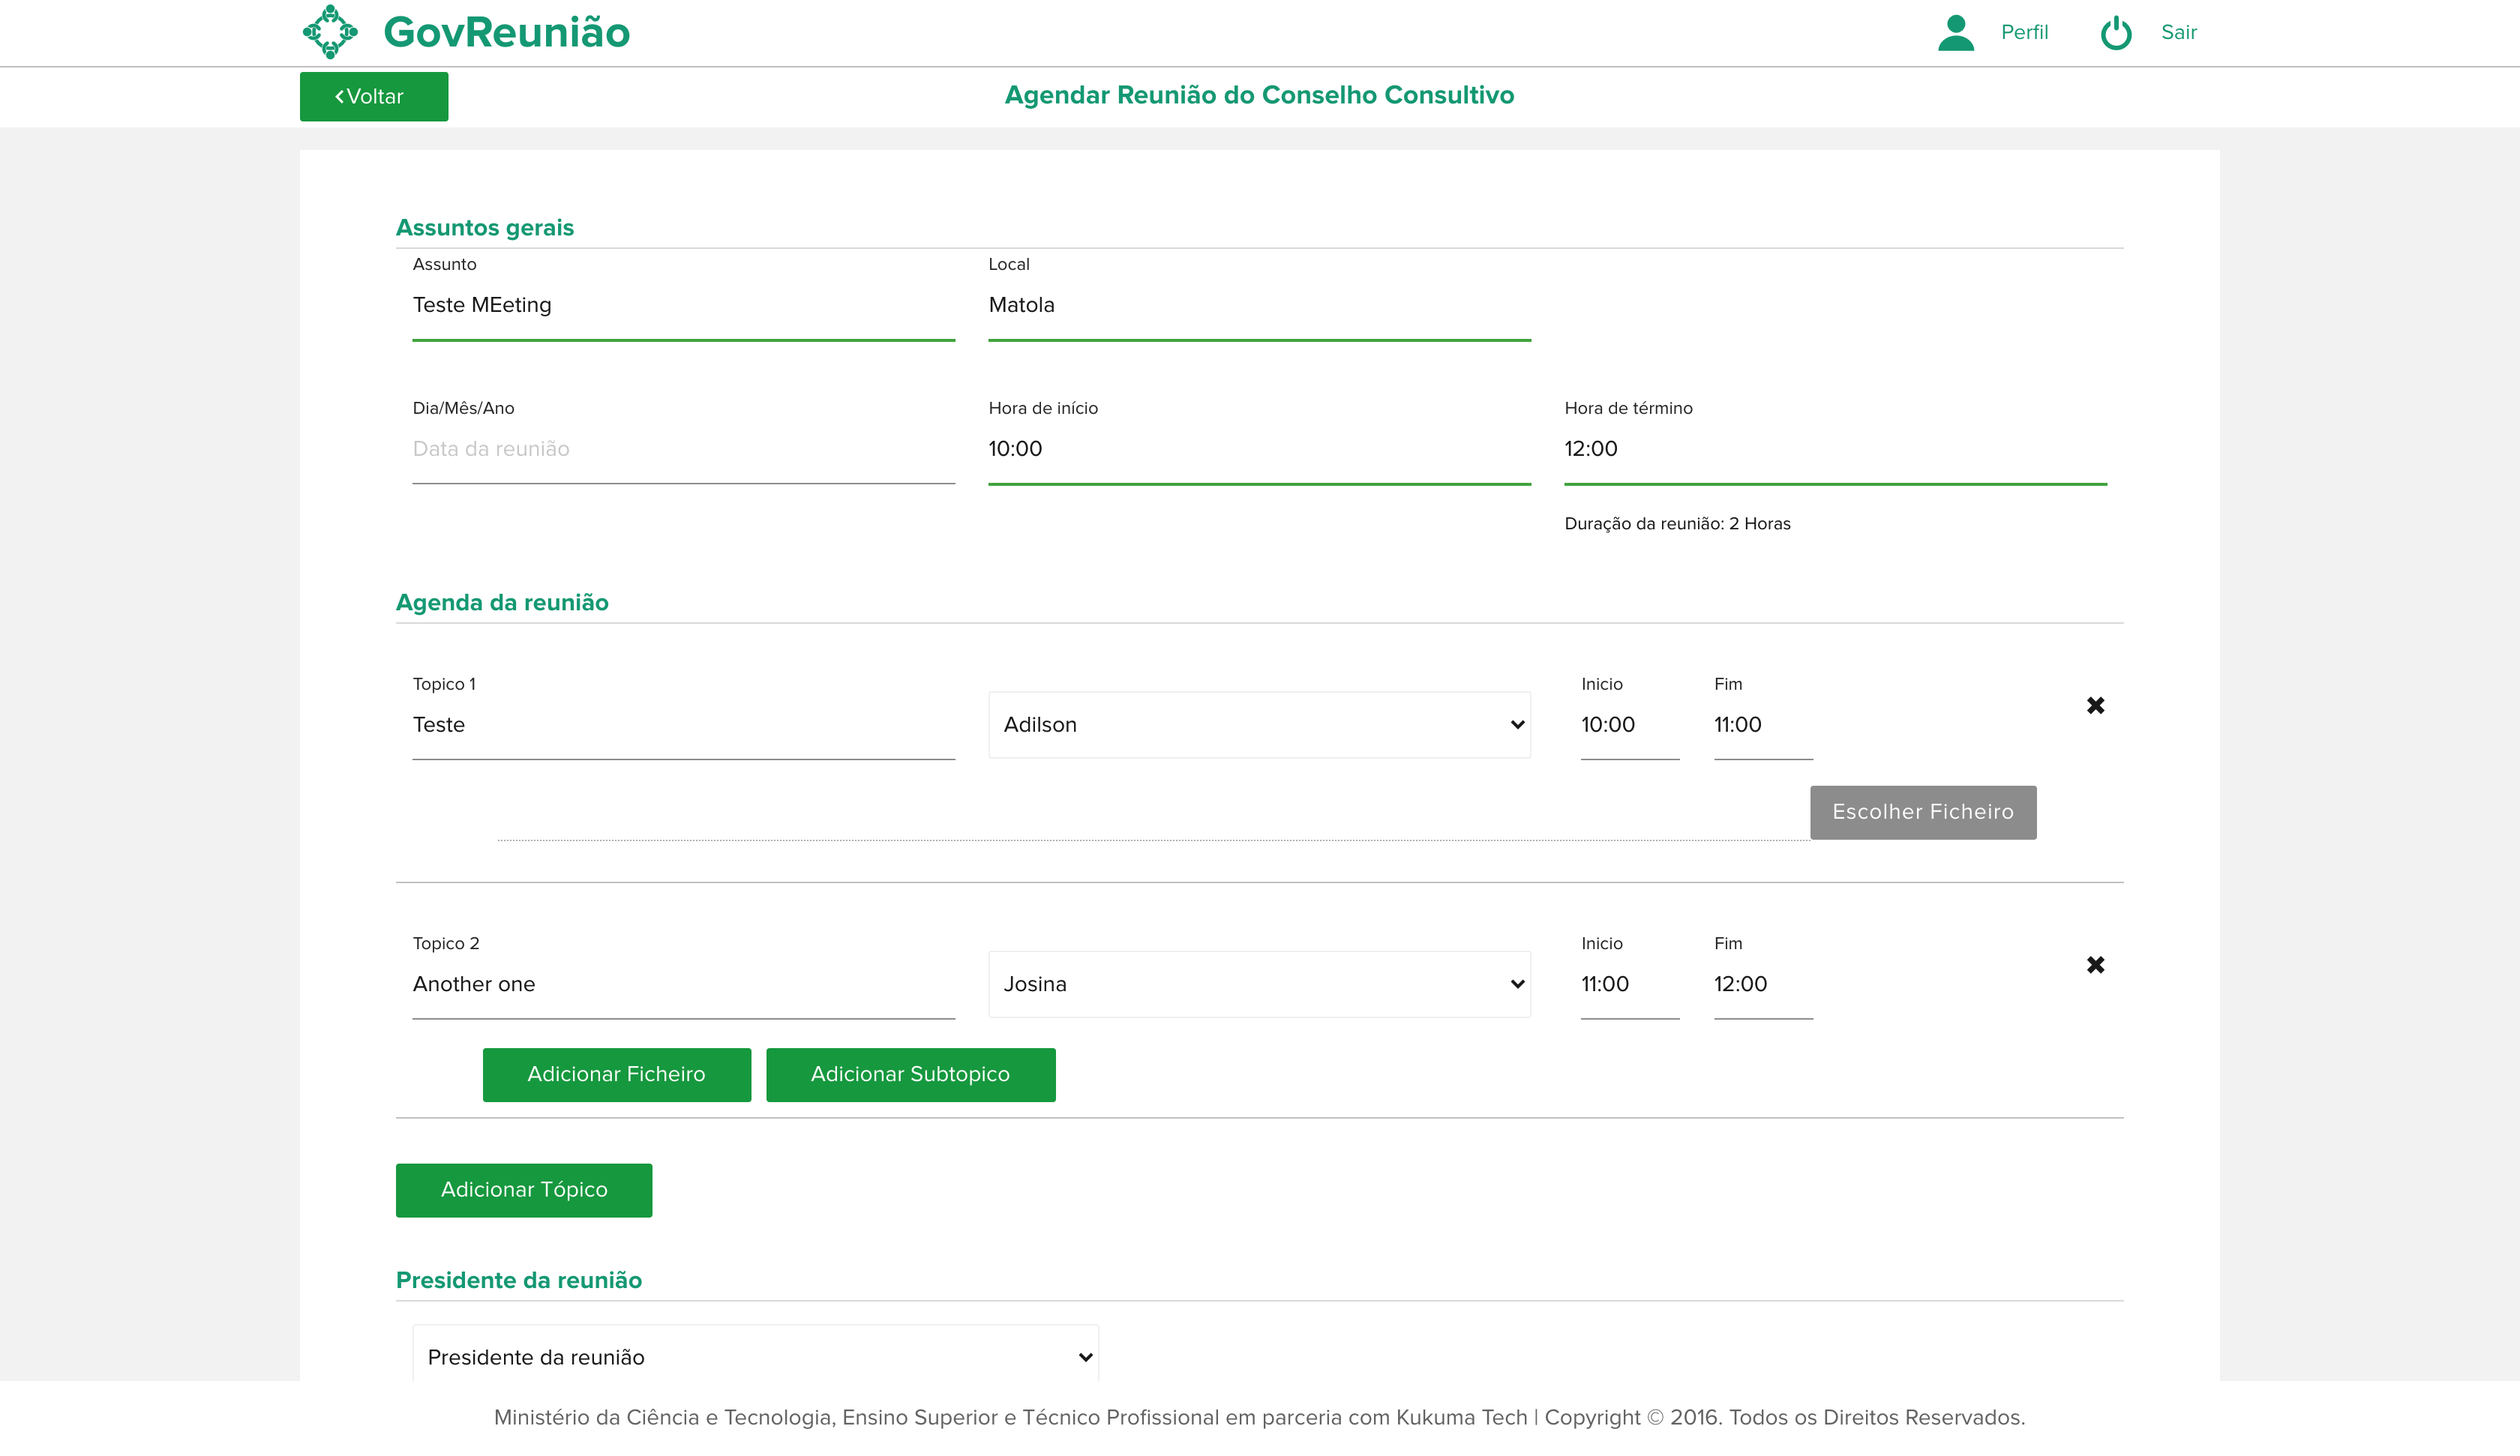 GovReunião
Perfil
Sair
Voltar
Agendar Reunião do Conselho Consultivo
Assuntos gerais
Assunto
Local
Teste MEeting
Matola
Dia/Mês/Ano
Hora de início
Hora de término
Data da reunião
10:00
12:00
Duração da reunião: 2 Horas
Agenda da reunião
Topico 1
Inicio
Fim
Teste
Adilson
10:00
11:00
Escolher Ficheiro
Topico 2
Inicio
Fim
Another one
Josina
11:00
12:00
Adicionar Ficheiro
Adicionar Subtopico
Adicionar Tópico
Presidente da reunião
Presidente da reunião
Ministério da Ciência e Tecnologia, Ensino Superior e Técnico Profissional em parceria com Kukuma Tech | Copyright © 2016. Todos os Direitos Reservados.